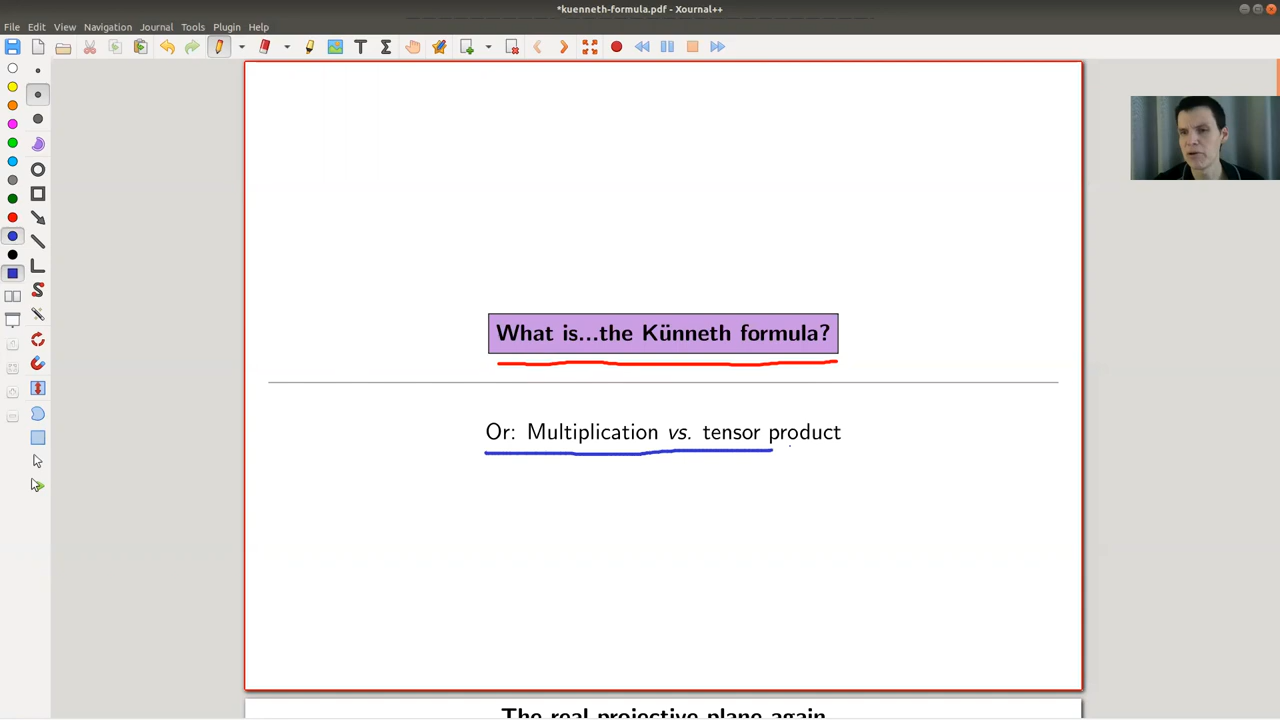 *kuenneth-formula.pdf - Xournal++
File Edit View Navigation Journal Tools Plugin Help
What is...the Künneth formula?
Or: Multiplication vs. tensor product
The real projective plane again